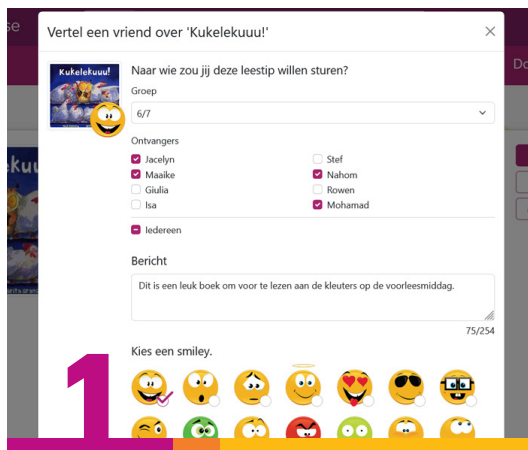 se
Vertel een vriend over 'Kukelekuuu!'
Do
Kukelekuuu!
Naar wie zou jij deze leestip willen sturen?
Groep
6/7
Ontvangers
Jacelyn
Stef
Maaike
Nahom
Giulia
Rowen
Isa
Mohamad
Iedereen
Bericht
Dit is een leuk boek om voor te lezen aan de kleuters op de voorleesmiddag.
75/254
Kies een smiley.
1